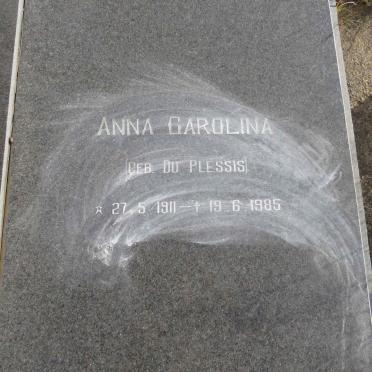 ANNA CAROLINA
(GEB. DU PLESSIS)
☆ 27.5.1911 — † 19.6.1985